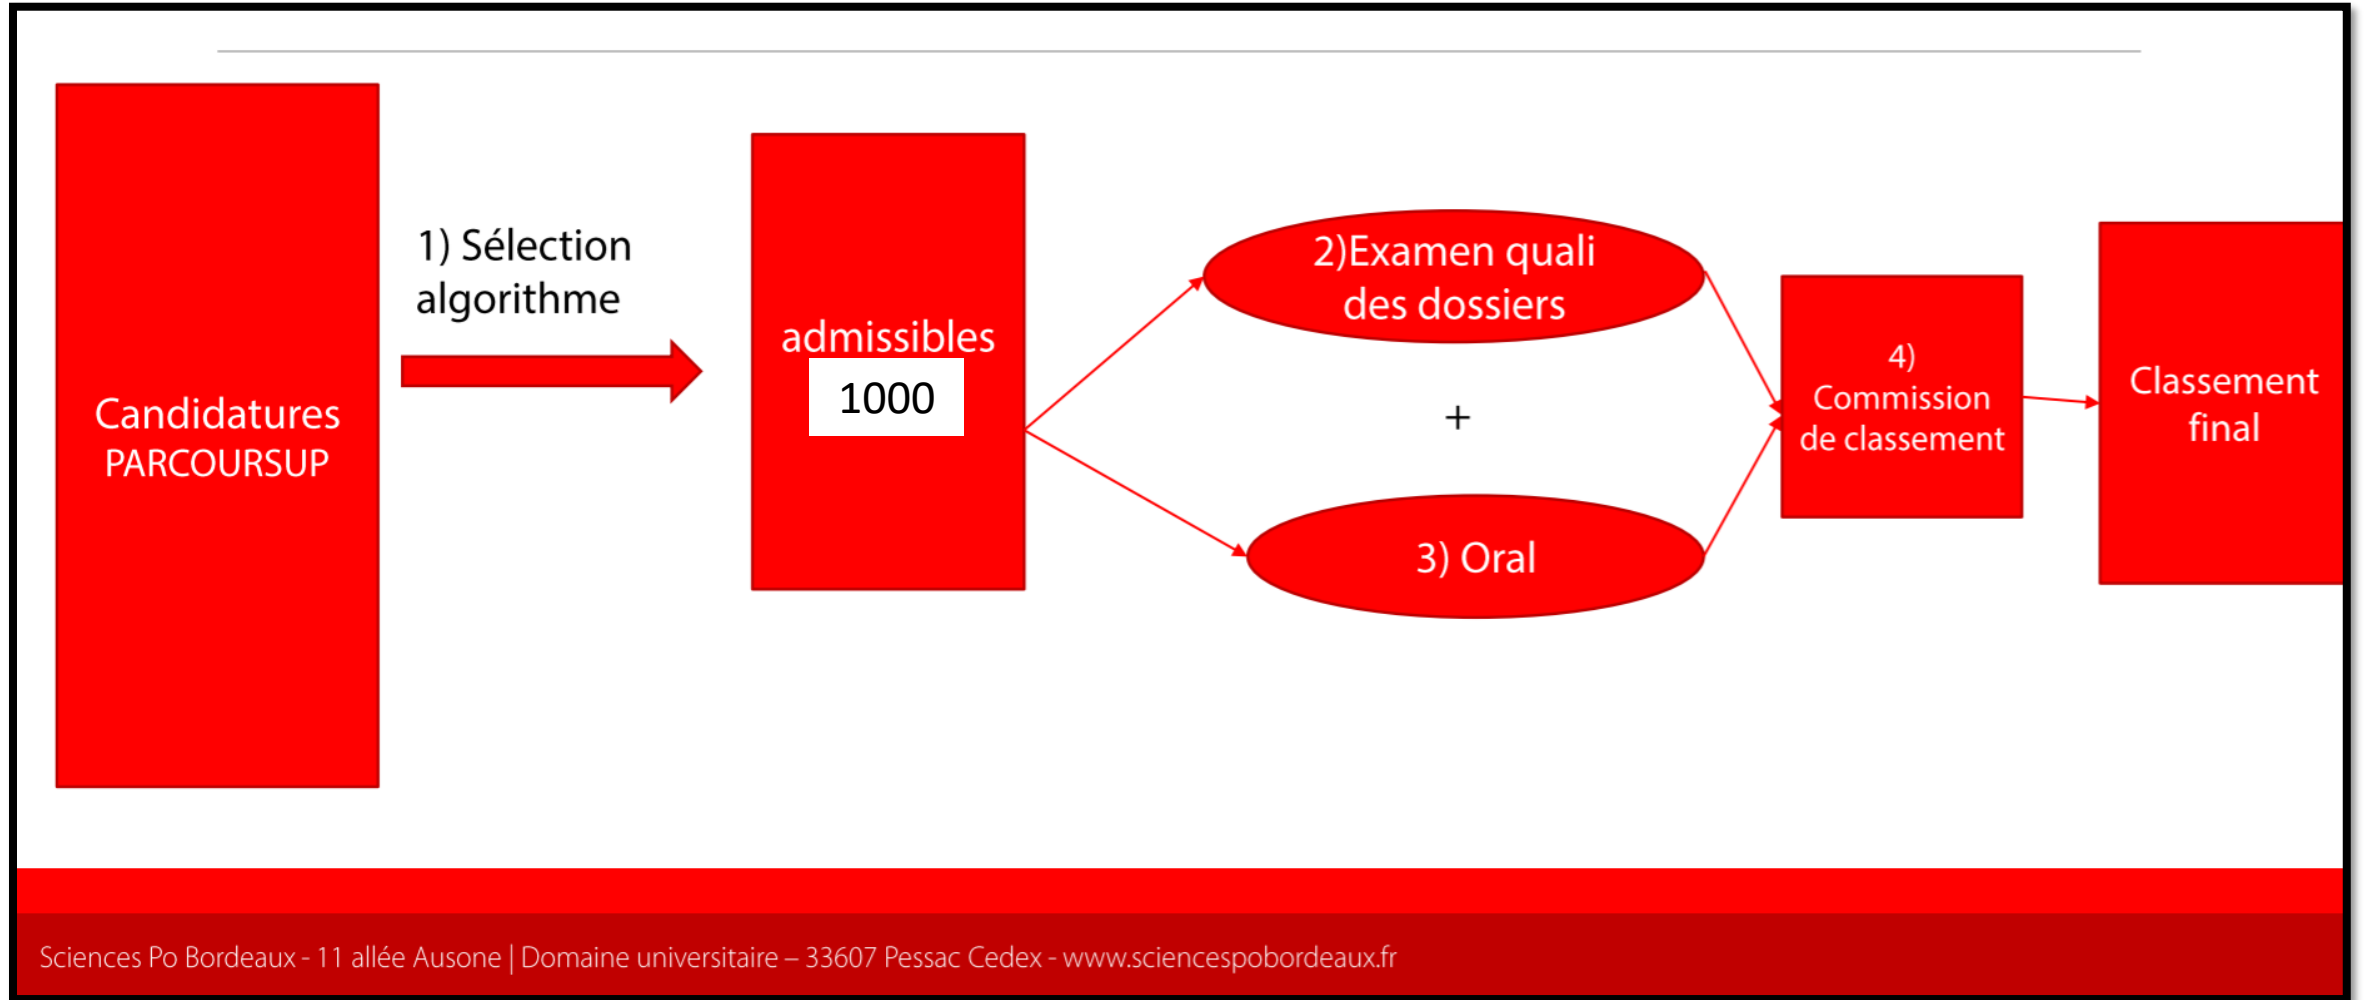 Candidatures
PARCOURSUP
1) Sélection
algorithme
admissibles
1000
2)Examen quali
des dossiers
+
3) Oral
4)
Commission
de classement
Classement
final
Sciences Po Bordeaux - 11 allée Ausone | Domaine universitaire – 33607 Pessac Cedex - www.sciencespobordeaux.fr